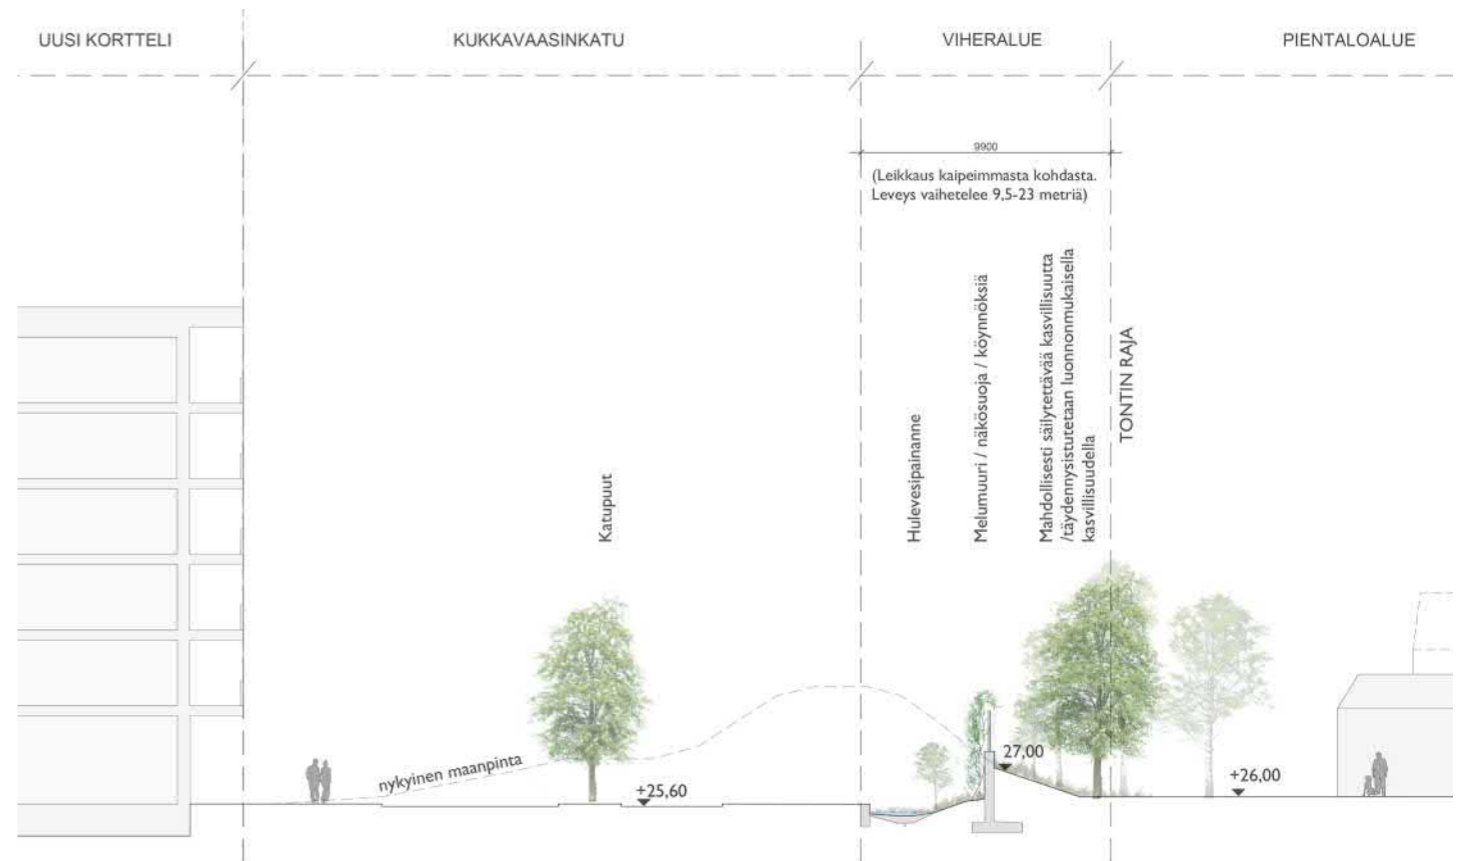 UUSI KORTTELI
KUKKAVAASINKATU
VIHERALUE
PIENTALOALUE
9900
(Leikkaus kaipeimmasta kohdasta.
Leveys vaihetelee 9,5-23 metriä)
Katupuut
Hulevesipainanne
Melumuuri / näkösuoja / köynnöksiä
Mahdollisesti säilytettävää kasvillisuutta
/täydennysistutetaan luonnonmukaisella
kasvillisuudella
TONTIN RAJA
nykyinen maanpinta
+25,60
27,00
+26,00